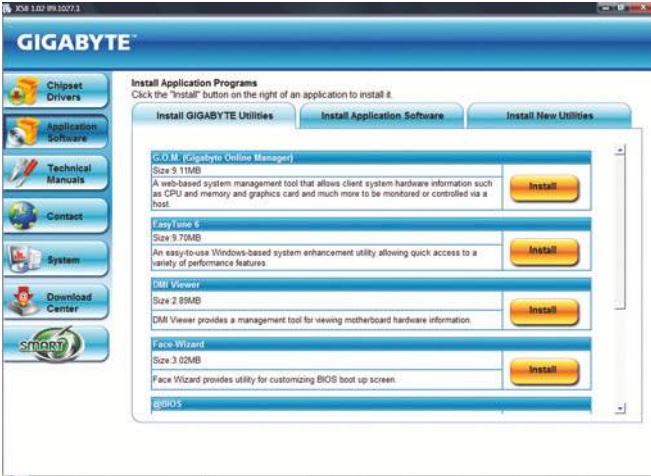 X58 1.02 B9.1027.1
GIGABYTE™
Chipset
Drivers
Application
Software
Technical
Manuals
Contact
System
Download
Center
SMART
Install Application Programs
Click the "Install" button on the right of an application to install it.
Install GIGABYTE Utilities
Install Application Software
Install New Utilities
G.O.M. (Gigabyte Online Manager)
Size:9.11MB
A web-based system management tool that allows client system hardware information such
as CPU and memory and graphics card and much more to be monitored or controlled via a
host.
Install
EasyTune 6
Size:9.70MB
An easy-to-use Windows-based system enhancement utility allowing quick access to a
variety of performance features.
Install
DMI Viewer
Size:2.89MB
DMI Viewer provides a management tool for viewing motherboard hardware information.
Install
Face-Wizard
Size:3.02MB
Face Wizard provides utility for customizing BIOS boot up screen.
Install
@BIOS